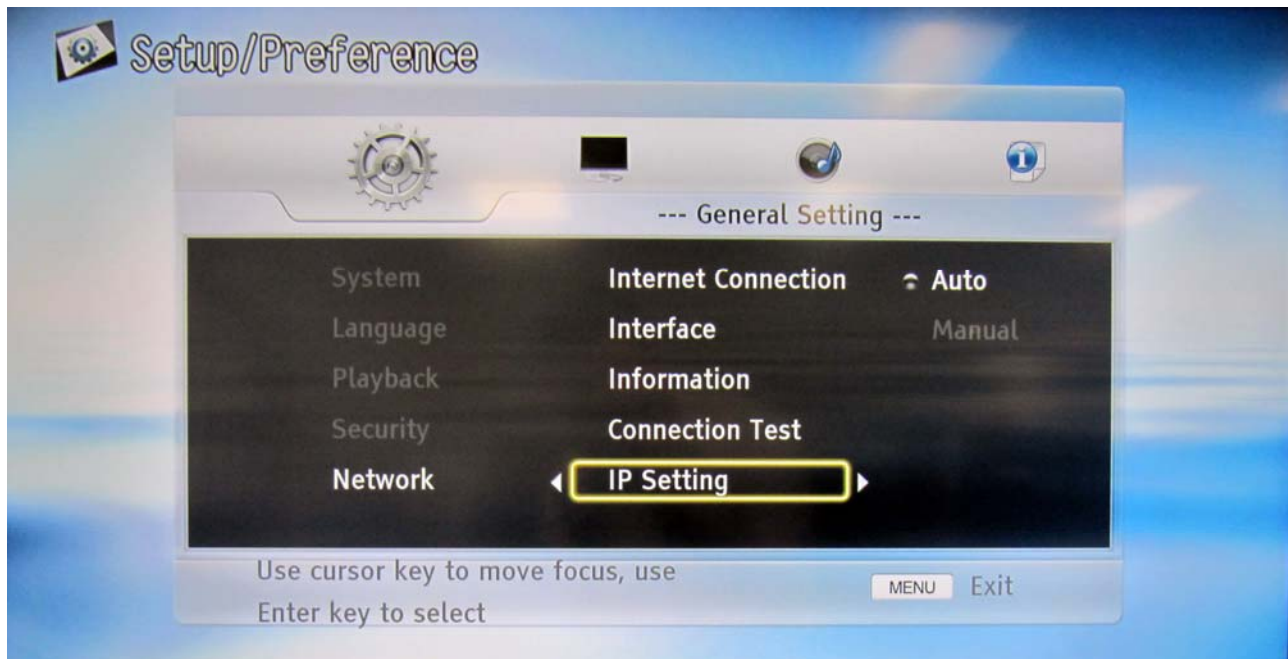 Setup/Preference
--- General Setting ---
System
Language
Playback
Security
Network
Internet Connection
Interface
Information
Connection Test
IP Setting
Auto
Manual
Use cursor key to move focus, use
Enter key to select
MENU Exit